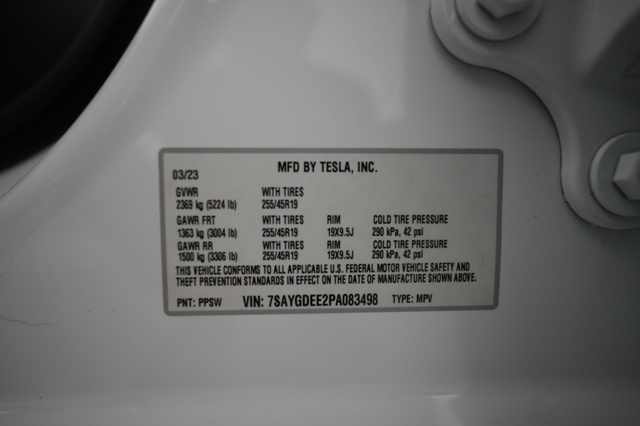 MFD BY TESLA, INC.
03/23
GVWR WITH TIRES
2369 kg (5224 lb) 255/45R19
GAWR FRT WITH TIRES RIM COLD TIRE PRESSURE
1363 kg (3004 lb) 255/45R19 19X9.5J 290 kPa, 42 psi
GAWR RR WITH TIRES RIM COLD TIRE PRESSURE
1500 kg (3306 lb) 255/45R19 19X9.5J 290 kPa, 42 psi
THIS VEHICLE CONFORMS TO ALL APPLICABLE U.S. FEDERAL MOTOR VEHICLE SAFETY AND
THEFT PREVENTION STANDARDS IN EFFECT ON THE DATE OF MANUFACTURE SHOWN ABOVE.
PNT: PPSW VIN: 7SAYGDEE2PA083498 TYPE: MPV